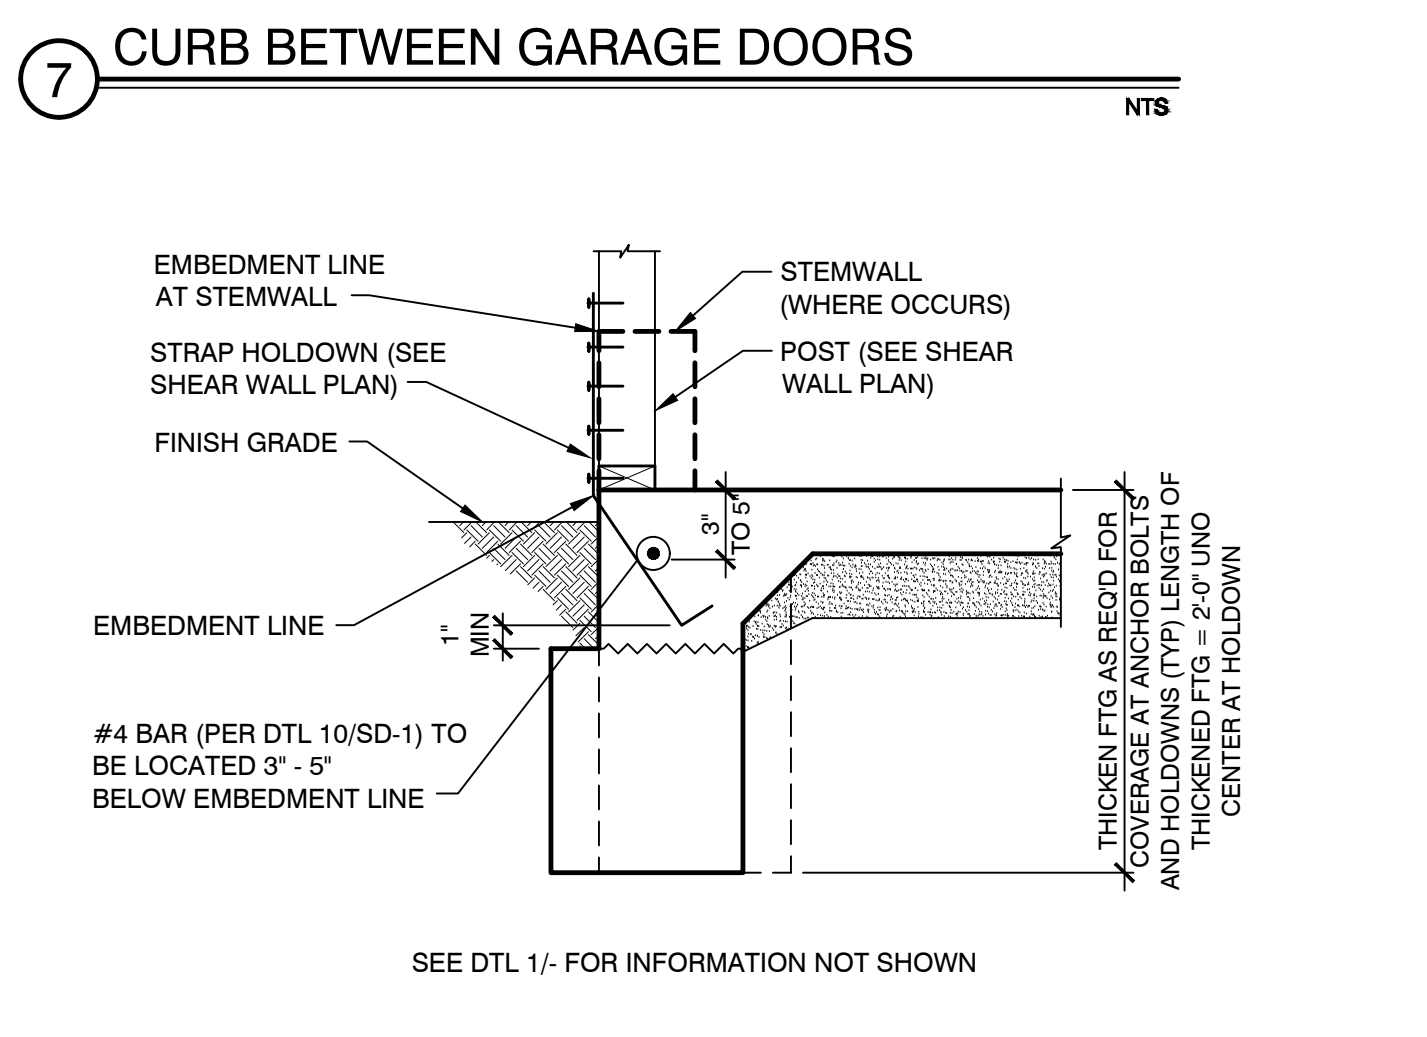 CURB BETWEEN GARAGE DOORS
7
NTS
EMBEDMENT LINE
AT STEMWALL
STEMWALL
(WHERE OCCURS)
STRAP HOLDOWN (SEE
SHEAR WALL PLAN)
POST (SEE SHEAR
WALL PLAN)
FINISH GRADE
3"
TO 5"
EMBEDMENT LINE
1"
MIN
#4 BAR (PER DTL 10/SD-1) TO
BE LOCATED 3" - 5"
BELOW EMBEDMENT LINE
THICKEN FTG AS REQ'D FOR
COVERAGE AT ANCHOR BOLTS
AND HOLDOWNS (TYP) LENGTH OF
THICKENED FTG = 2'-0" UNO
CENTER AT HOLDOWN
SEE DTL 1/- FOR INFORMATION NOT SHOWN